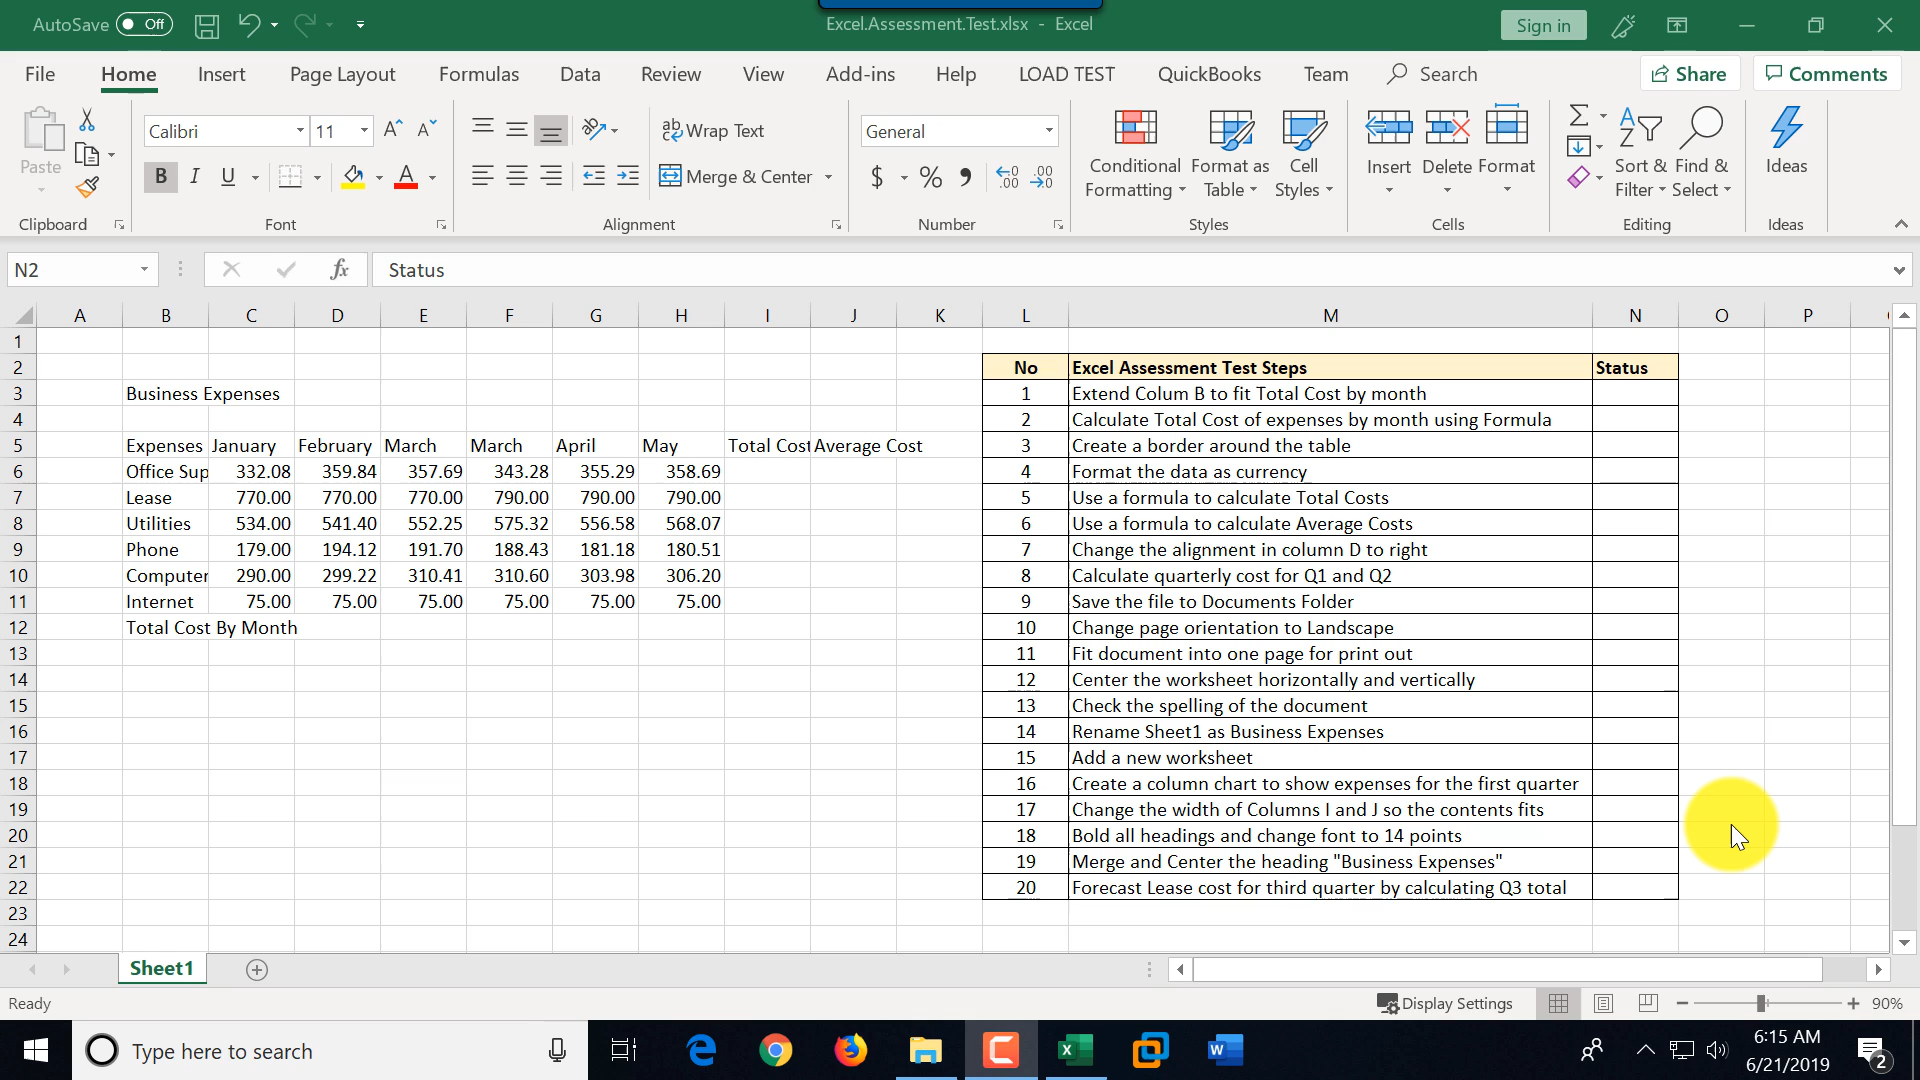 AutoSave Off
Excel.Assessment.Test.xlsx - Excel
Sign in
File Home Insert Page Layout Formulas Data Review View Add-ins Help LOAD TEST QuickBooks Team Search Share Comments
Paste
Clipboard
Calibri 11
B I U
A
Font
ab Wrap Text
Merge & Center
Alignment
General
$ % , .00 .00
Number
Conditional Formatting
Format as Table
Cell Styles
Styles
Insert Delete Format
Cells
Sort & Filter
Find & Select
Editing
Ideas
Ideas
N2 fx Status
A B C D E F G H I J K L M N O P
1
2 No Excel Assessment Test Steps Status
3 Business Expenses 1 Extend Colum B to fit Total Cost by month
4 2 Calculate Total Cost of expenses by month using Formula
5 Expenses January February March March April May Total Cost Average Cost 3 Create a border around the table
6 Office Sup 332.08 359.84 357.69 343.28 355.29 358.69 4 Format the data as currency
7 Lease 770.00 770.00 770.00 790.00 790.00 790.00 5 Use a formula to calculate Total Costs
8 Utilities 534.00 541.40 552.25 575.32 556.58 568.07 6 Use a formula to calculate Average Costs
9 Phone 179.00 194.12 191.70 188.43 181.18 180.51 7 Change the alignment in column D to right
10 Computer 290.00 299.22 310.41 310.60 303.98 306.20 8 Calculate quarterly cost for Q1 and Q2
11 Internet 75.00 75.00 75.00 75.00 75.00 75.00 9 Save the file to Documents Folder
12 Total Cost By Month 10 Change page orientation to Landscape
13 11 Fit document into one page for print out
14 12 Center the worksheet horizontally and vertically
15 13 Check the spelling of the document
16 14 Rename Sheet1 as Business Expenses
17 15 Add a new worksheet
18 16 Create a column chart to show expenses for the first quarter
19 17 Change the width of Columns I and J so the contents fits
20 18 Bold all headings and change font to 14 points
21 19 Merge and Center the heading "Business Expenses"
22 20 Forecast Lease cost for third quarter by calculating Q3 total
23
24
Sheet1
Ready Display Settings 90%
Type here to search
6:15 AM
6/21/2019
2